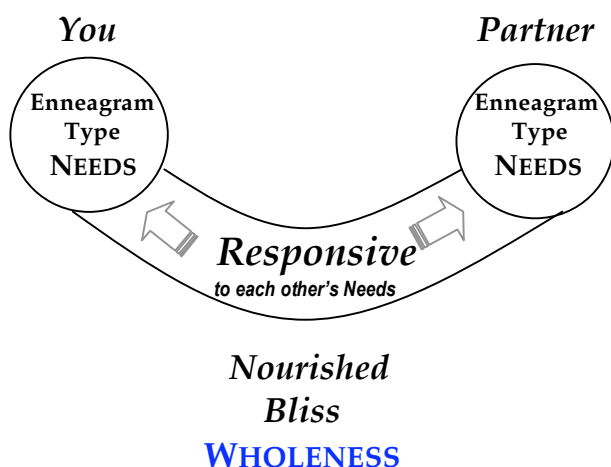 You
Partner
Enneagram
Type
NEEDS
Enneagram
Type
NEEDS
Responsive
to each other's Needs
Nourished
Bliss
WHOLENESS